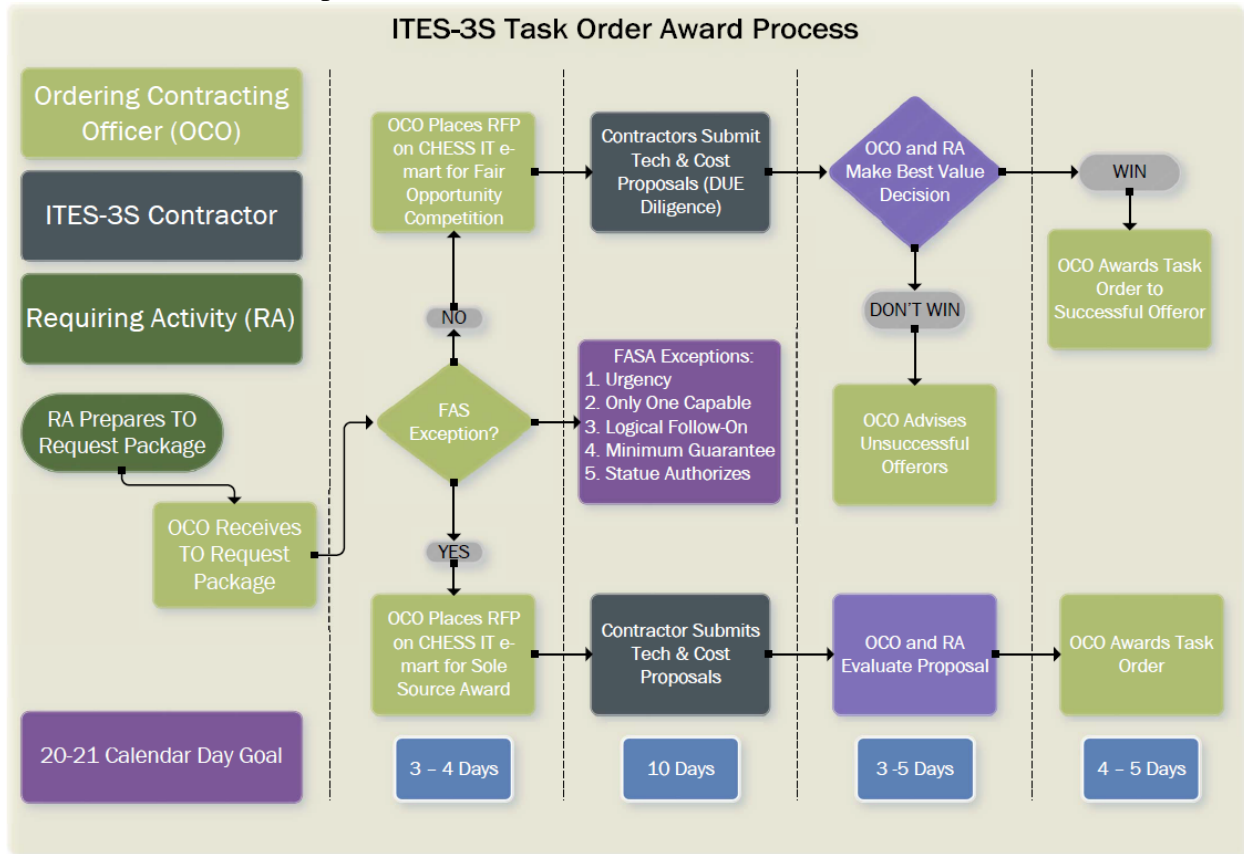 ITES-3S Task Order Award Process
Ordering Contracting
Officer (OCO)
ITES-3S Contractor
Requiring Activity (RA)
RA Prepares TO
Request Package
OCO Receives
TO Request
Package
20-21 Calendar Day Goal
OCO Places RFP
on CHESS IT e-
mart for Fair
Opportunity
Competition
NO
FAS
Exception?
YES
OCO Places RFP
on CHESS IT e-
mart for Sole
Source Award
3 – 4 Days
Contractors Submit
Tech & Cost
Proposals (DUE
Diligence)
FASA Exceptions:
1. Urgency
2. Only One Capable
3. Logical Follow-On
4. Minimum Guarantee
5. Statue Authorizes
Contractor Submits
Tech & Cost
Proposals
10 Days
OCO and RA
Make Best Value
Decision
DON'T WIN
OCO Advises
Unsuccessful
Offerors
OCO and RA
Evaluate Proposal
3 -5 Days
WIN
OCO Awards Task
Order to
Successful Offeror
OCO Awards Task
Order
4 – 5 Days